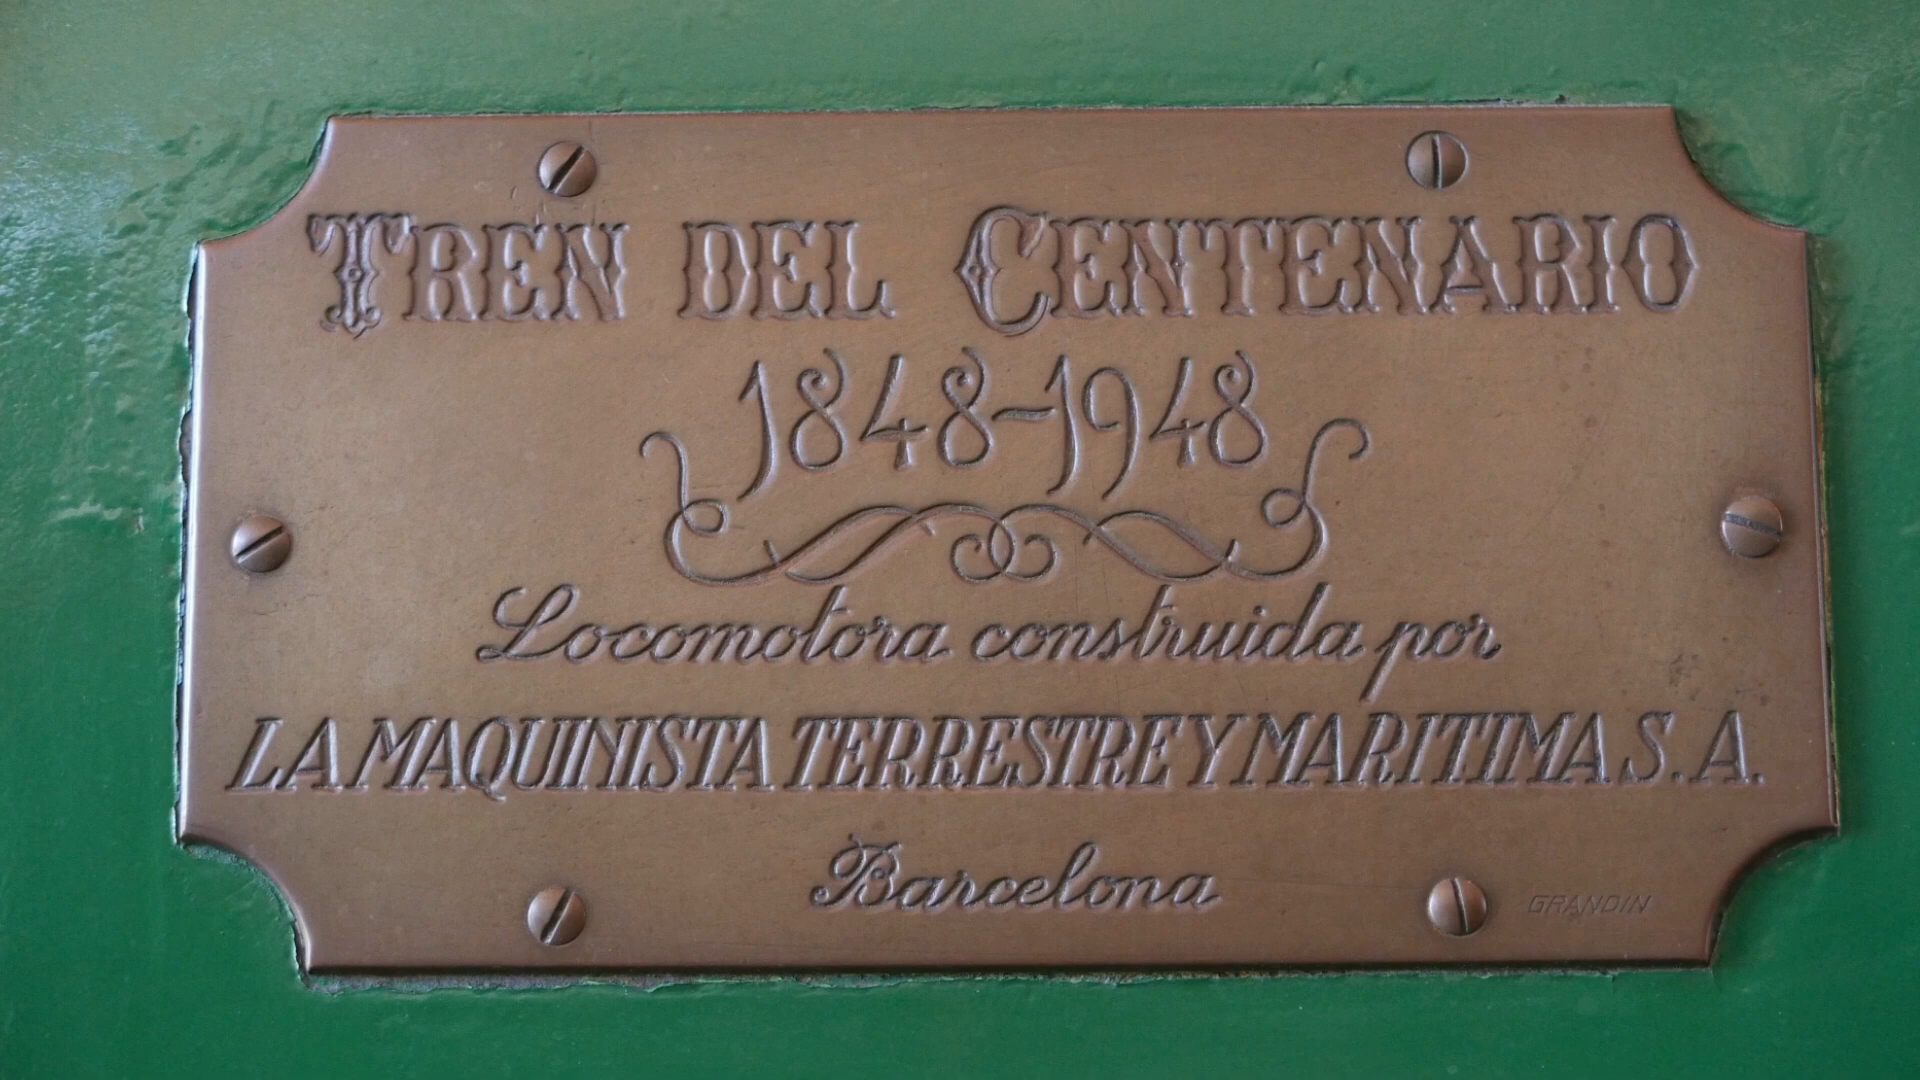 TREN DEL CENTENARIO
1848-1948
Locomotora construida por
LA MAQUINISTA TERRESTRE Y MARITIMA S.A.
Barcelona
GRANDIN